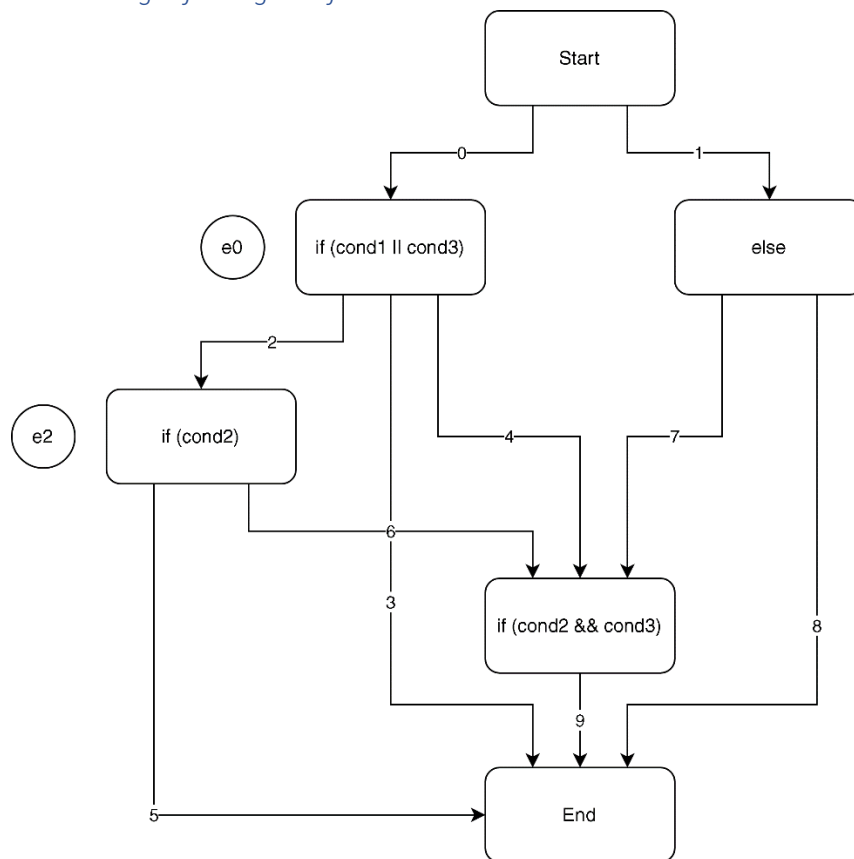 Start
0
1
e0
if (cond1 || cond3)
else
2
e2
if (cond2)
4
7
6
3
if (cond2 && cond3)
8
9
5
End